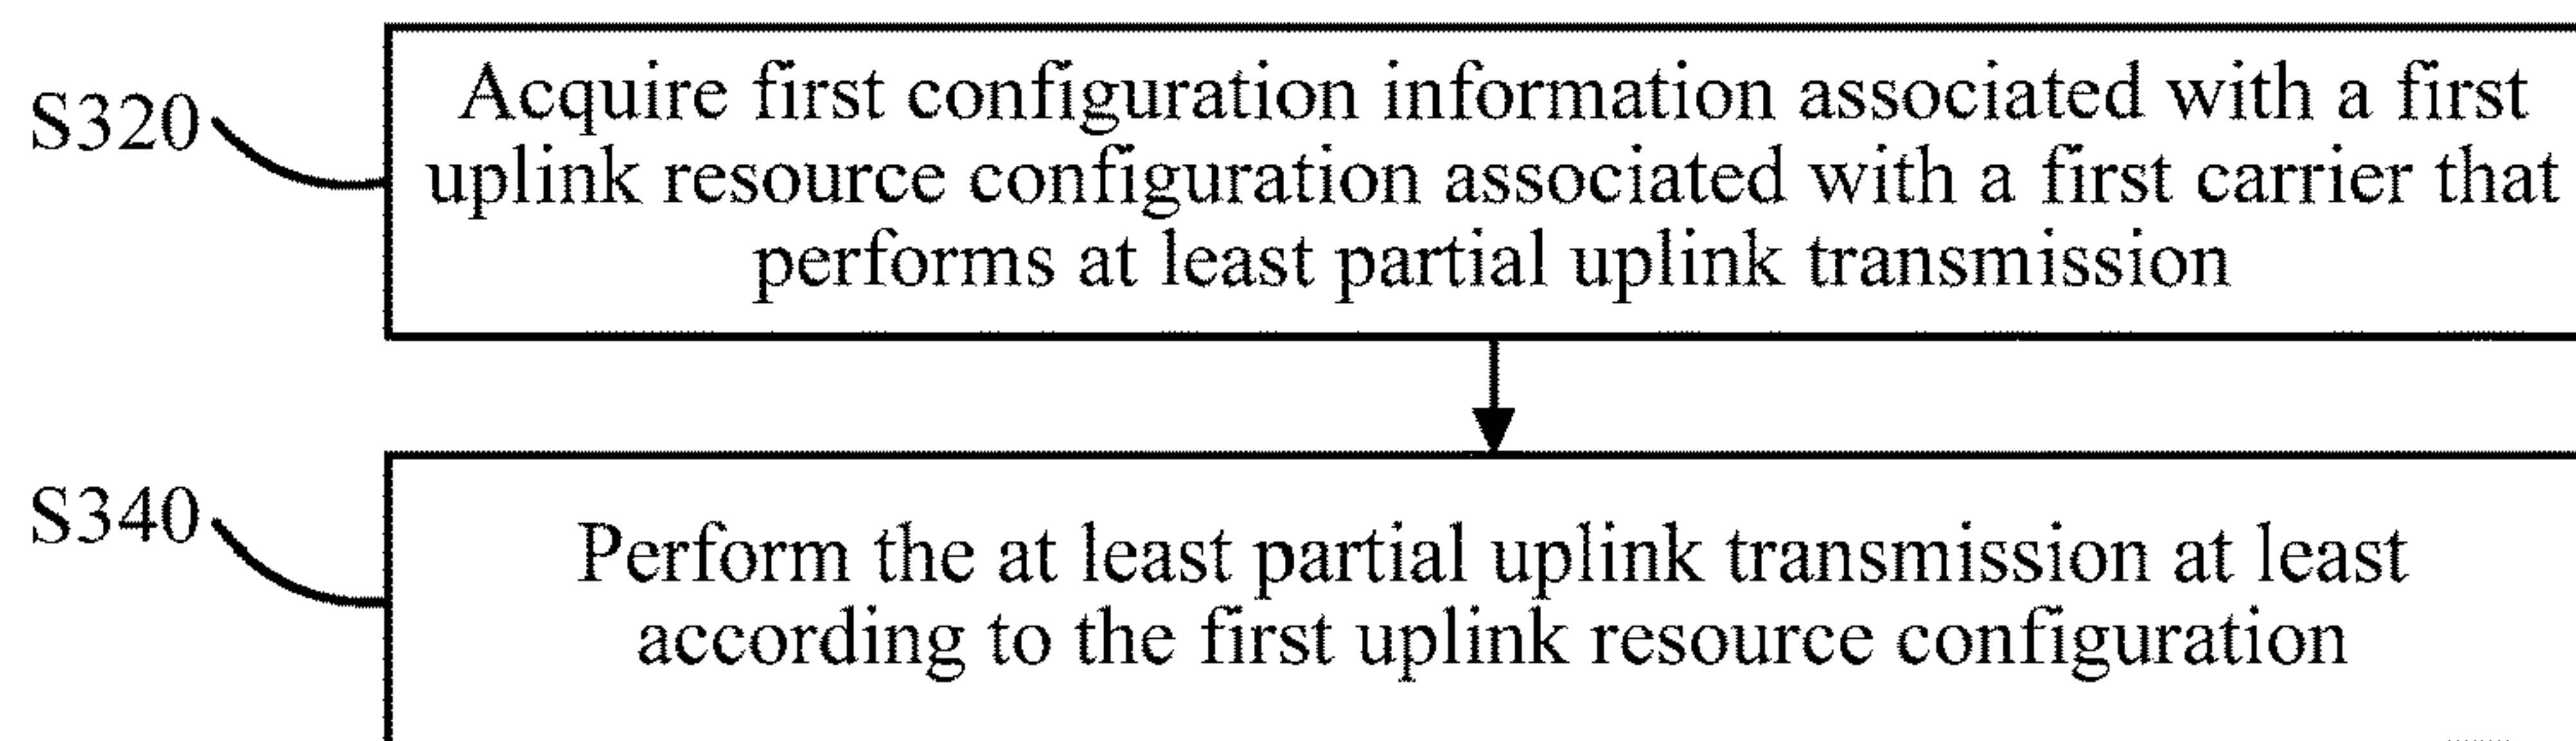 S320
Acquire first configuration information associated with a first
uplink resource configuration associated with a first carrier that
performs at least partial uplink transmission
S340
Perform the at least partial uplink transmission at least
according to the first uplink resource configuration